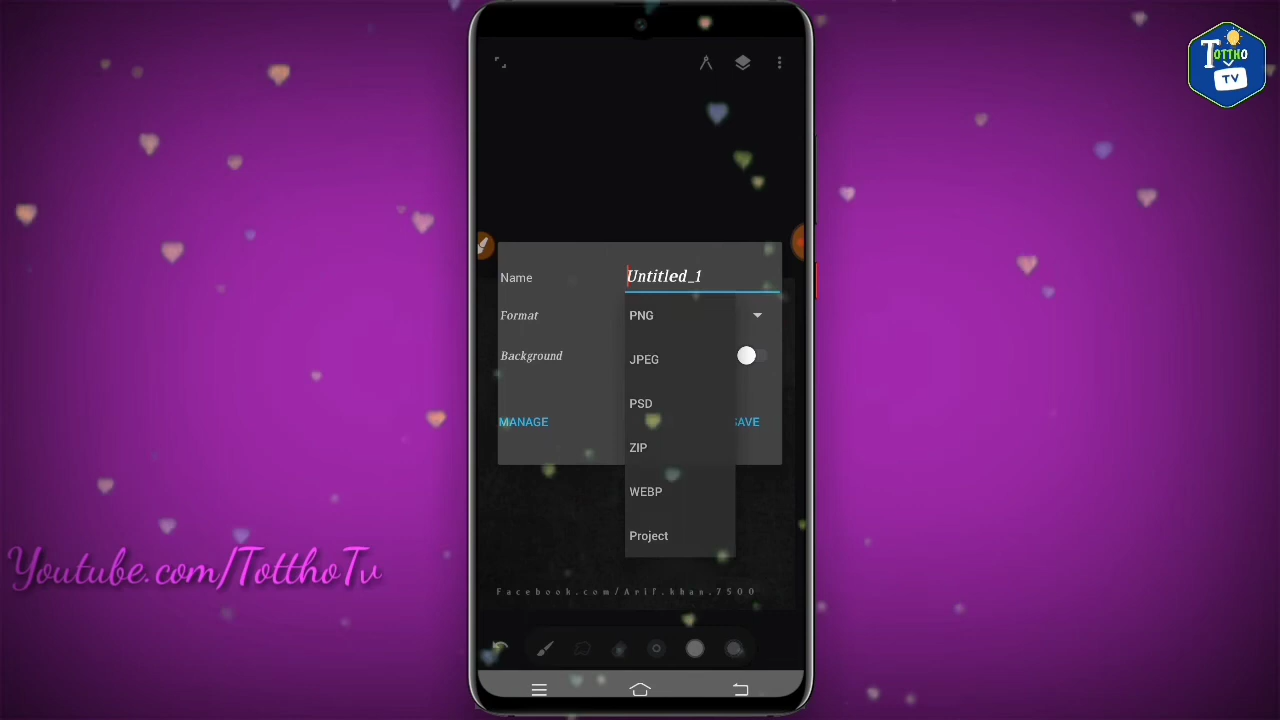 TOTTHO
TV
Name
Untitled_1
Format
PNG
Background
JPEG
PSD
MANAGE
SAVE
ZIP
WEBP
Project
Youtube.com/TotthoTv
Facebook.com/Arif.khan.7500